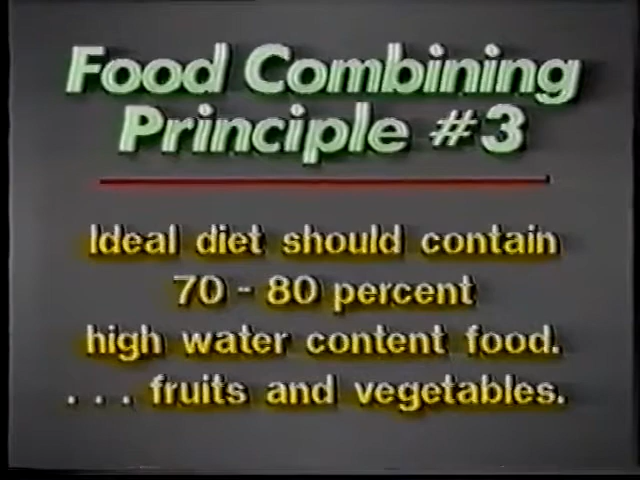 Food Combining
Principle #3
Ideal diet should contain
70 - 80 percent
high water content food.
. . . fruits and vegetables.